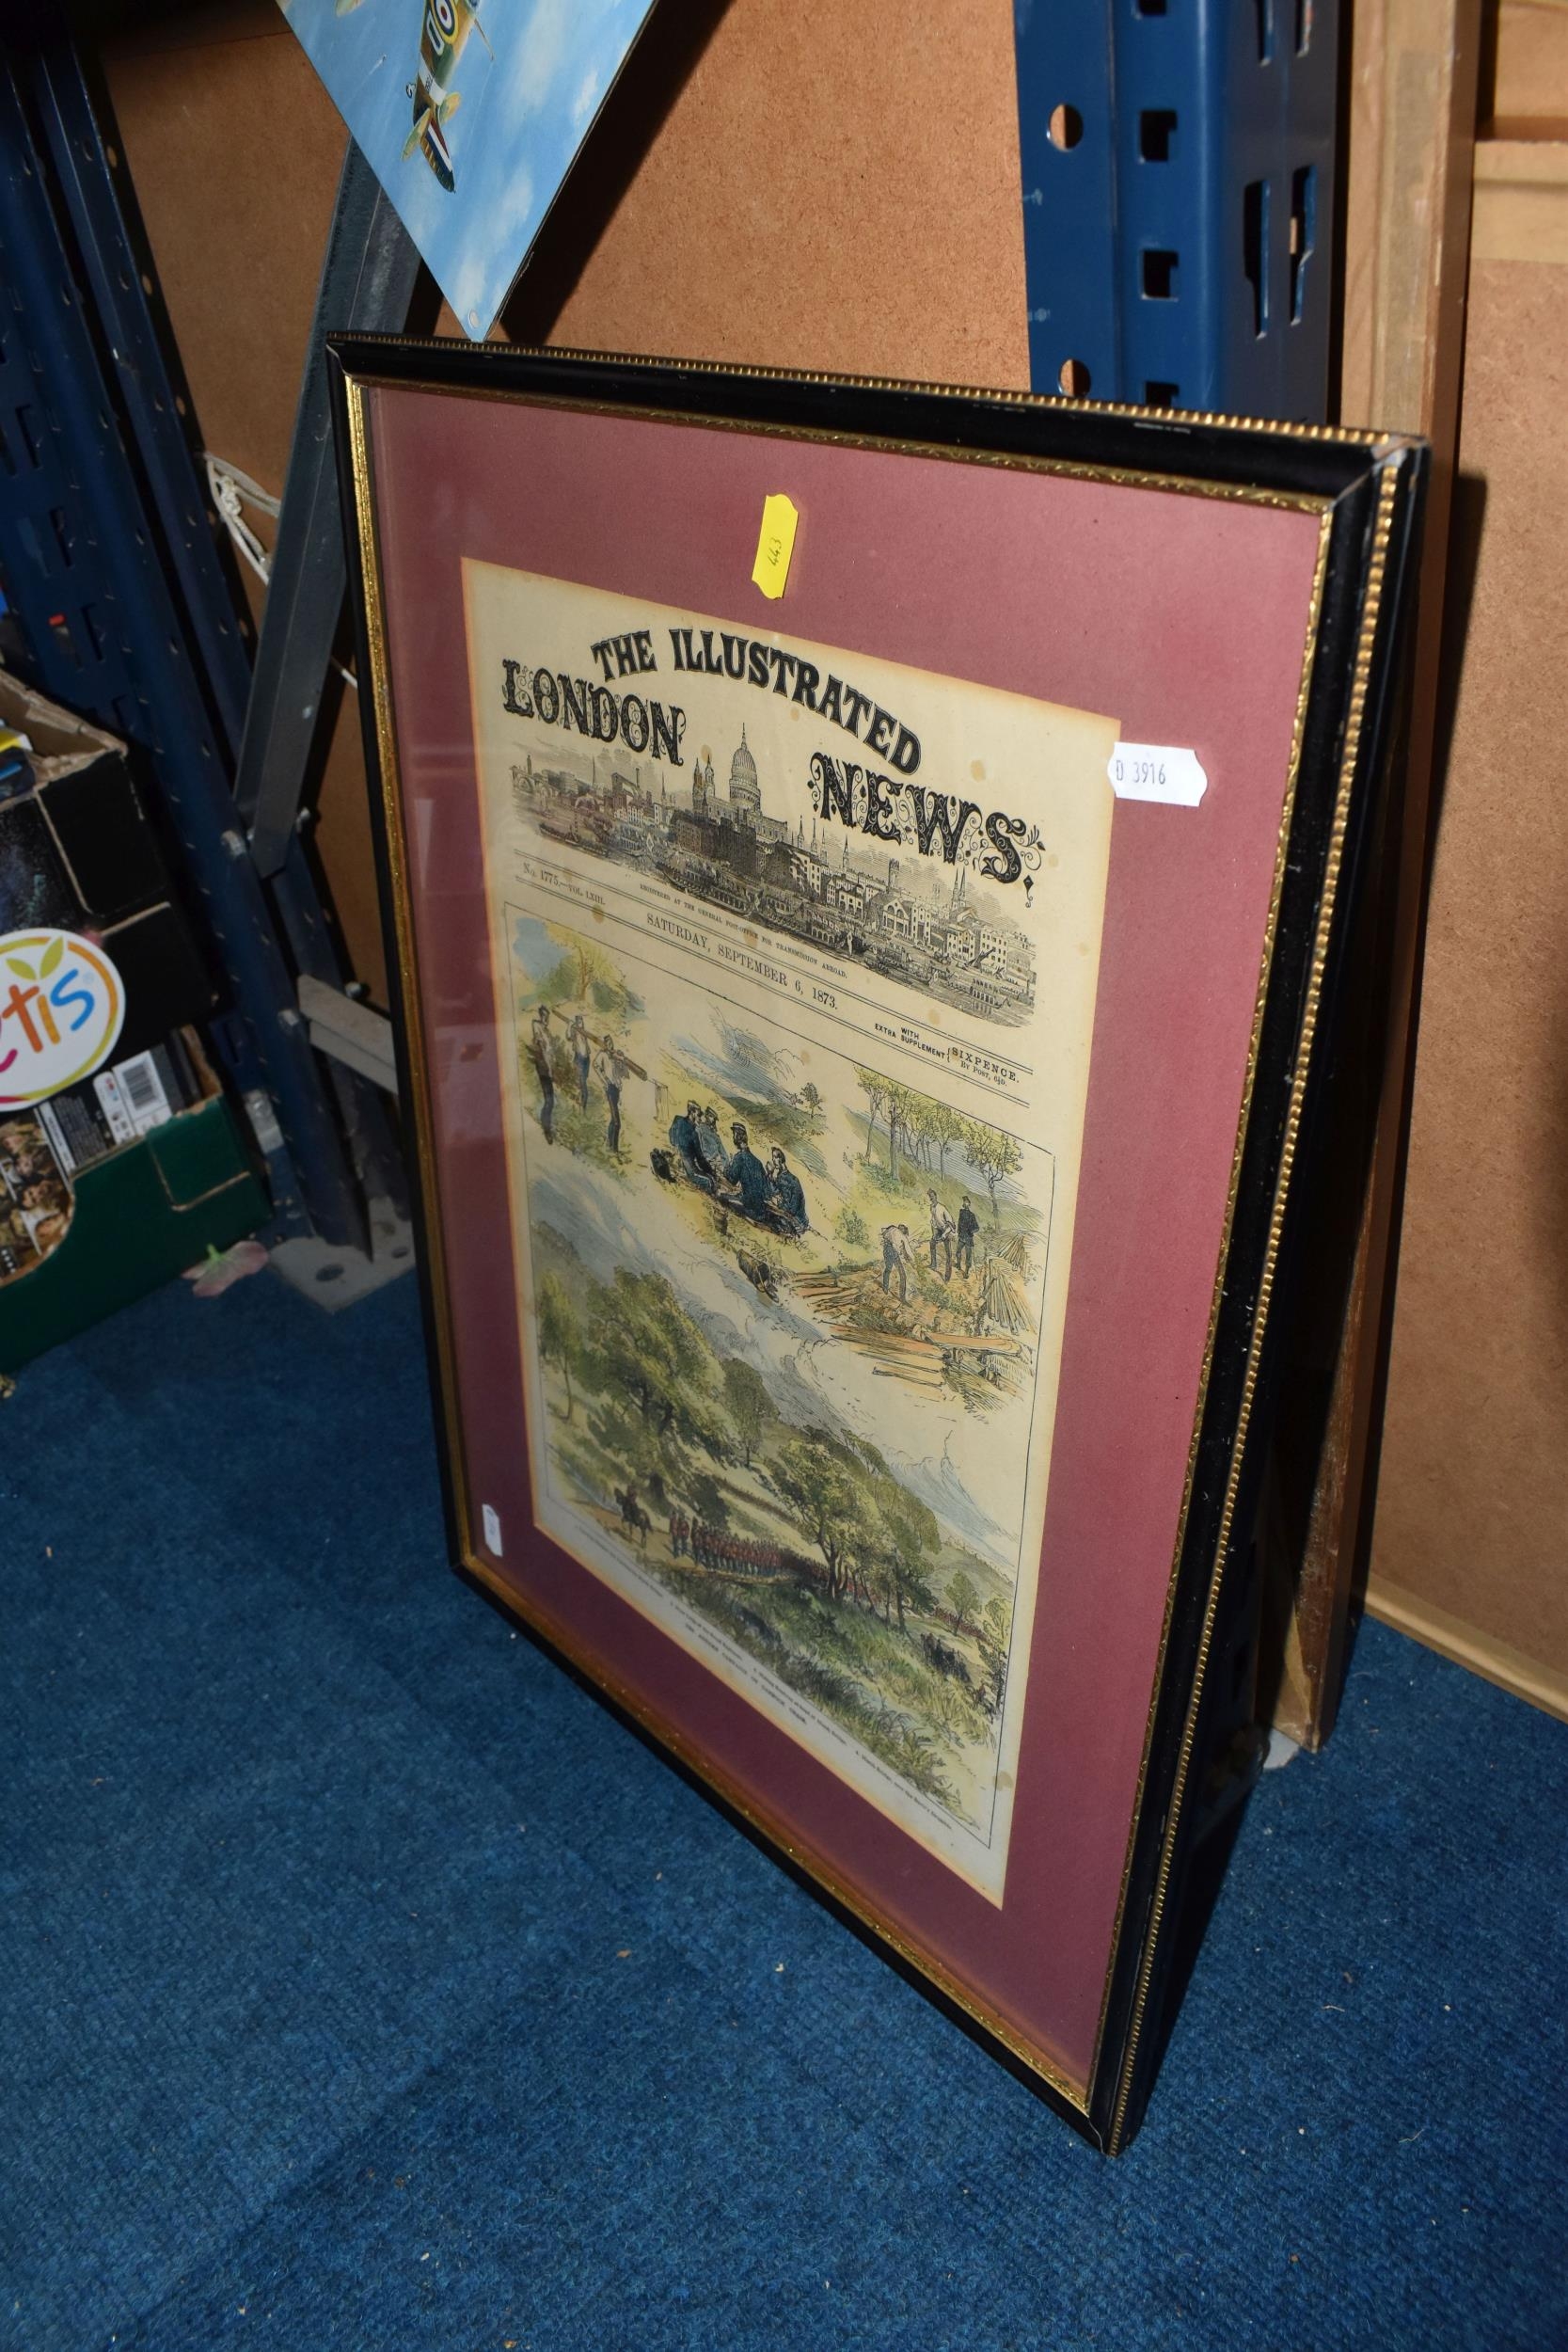 443
THE ILLUSTRATED
LONDON NEWS.
D 3916
No. 1775.—VOL. LXIII.
REGISTERED AT THE GENERAL POST-OFFICE FOR TRANSMISSION ABROAD.
SATURDAY, SEPTEMBER 6, 1873.
WITH
EXTRA SUPPLEMENT
SIXPENCE.
By Post, 6½D.
tis